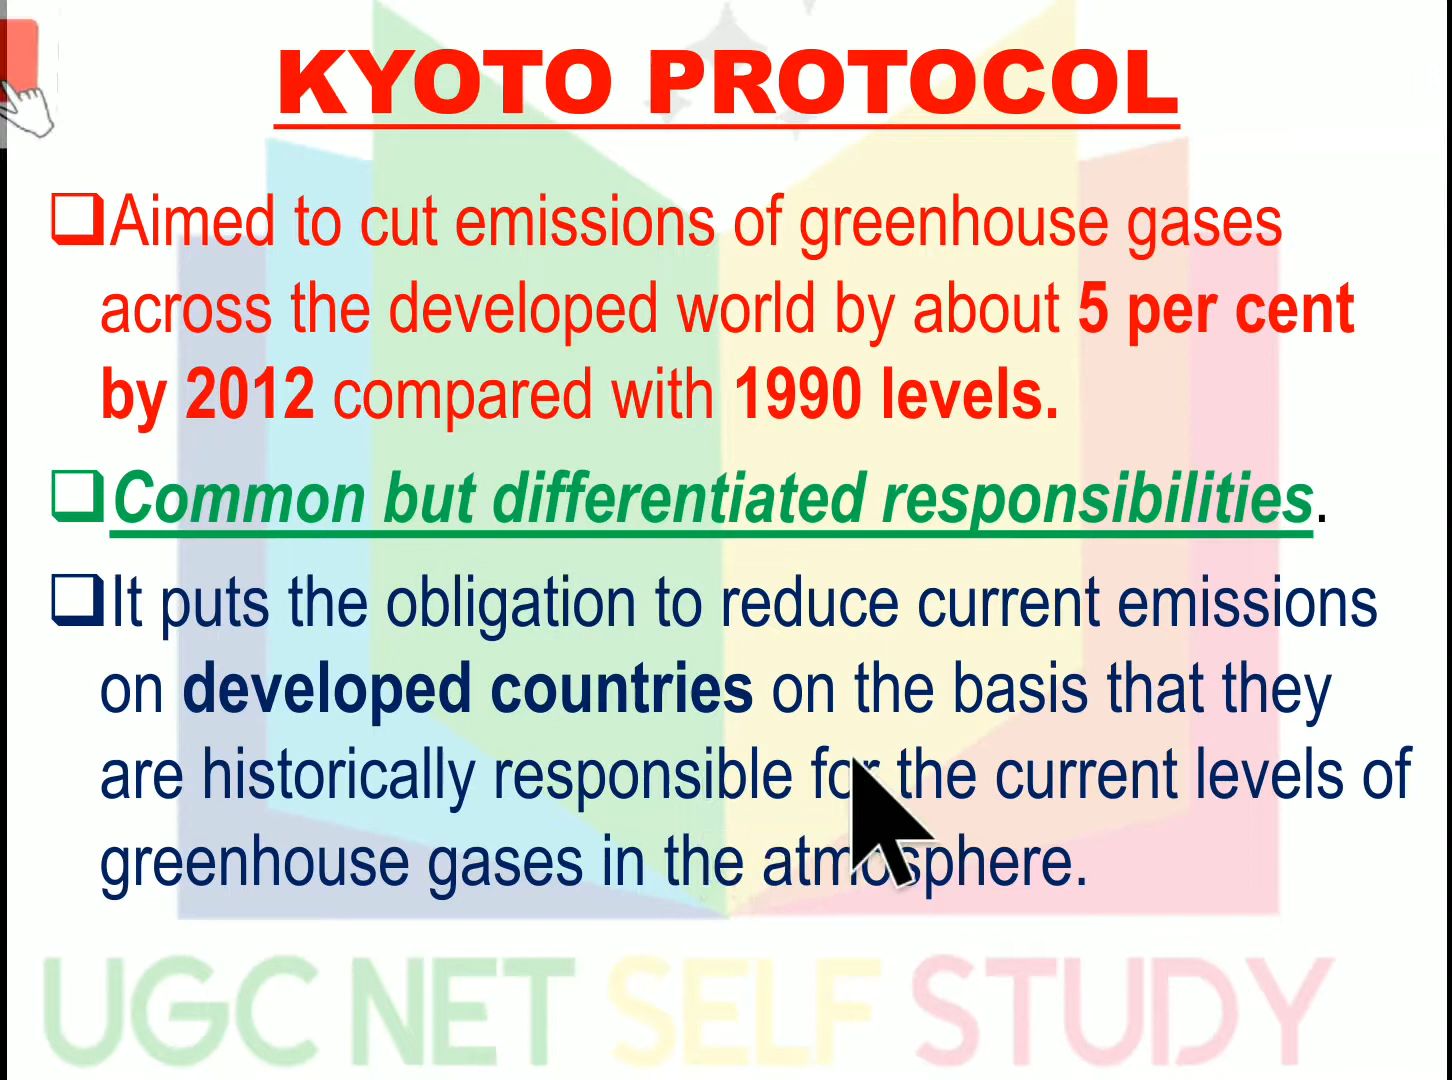 KYOTO PROTOCOL
Aimed to cut emissions of greenhouse gases
across the developed world by about 5 per cent
by 2012 compared with 1990 levels.
Common but differentiated responsibilities.
It puts the obligation to reduce current emissions
on developed countries on the basis that they
are historically responsible for the current levels of
greenhouse gases in the atmosphere.
UGC NET SELF STUDY